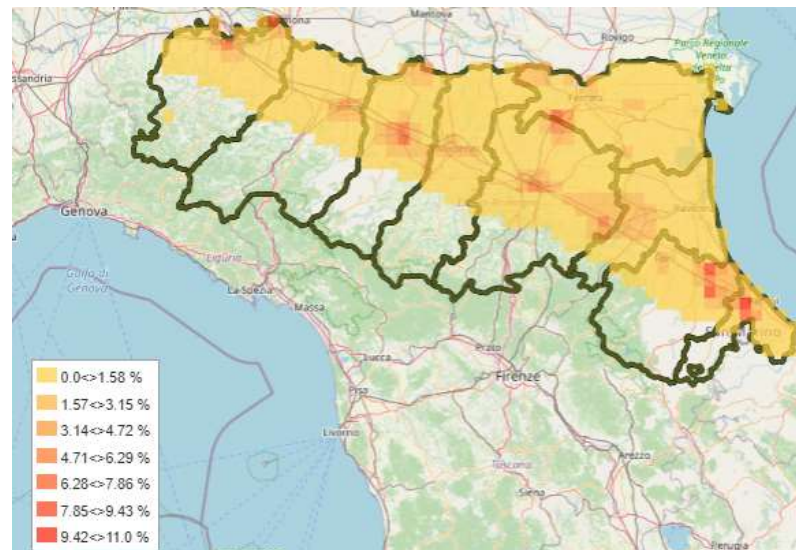 Mantova
Rovigo
Parco Regionale
Veneto
del Delta
Po
Ferrara
Genova
Golfo di
Genova
Liguria
La Spezia
Massa
Prato
Lucca
Firenze
Pisa
Livorno
Arezzo
Toscana
Siena
Perugia
0.0<>1.58 %
1.57<>3.15 %
3.14<>4.72 %
4.71<>6.29 %
6.28<>7.86 %
7.85<>9.43 %
9.42<>11.0 %